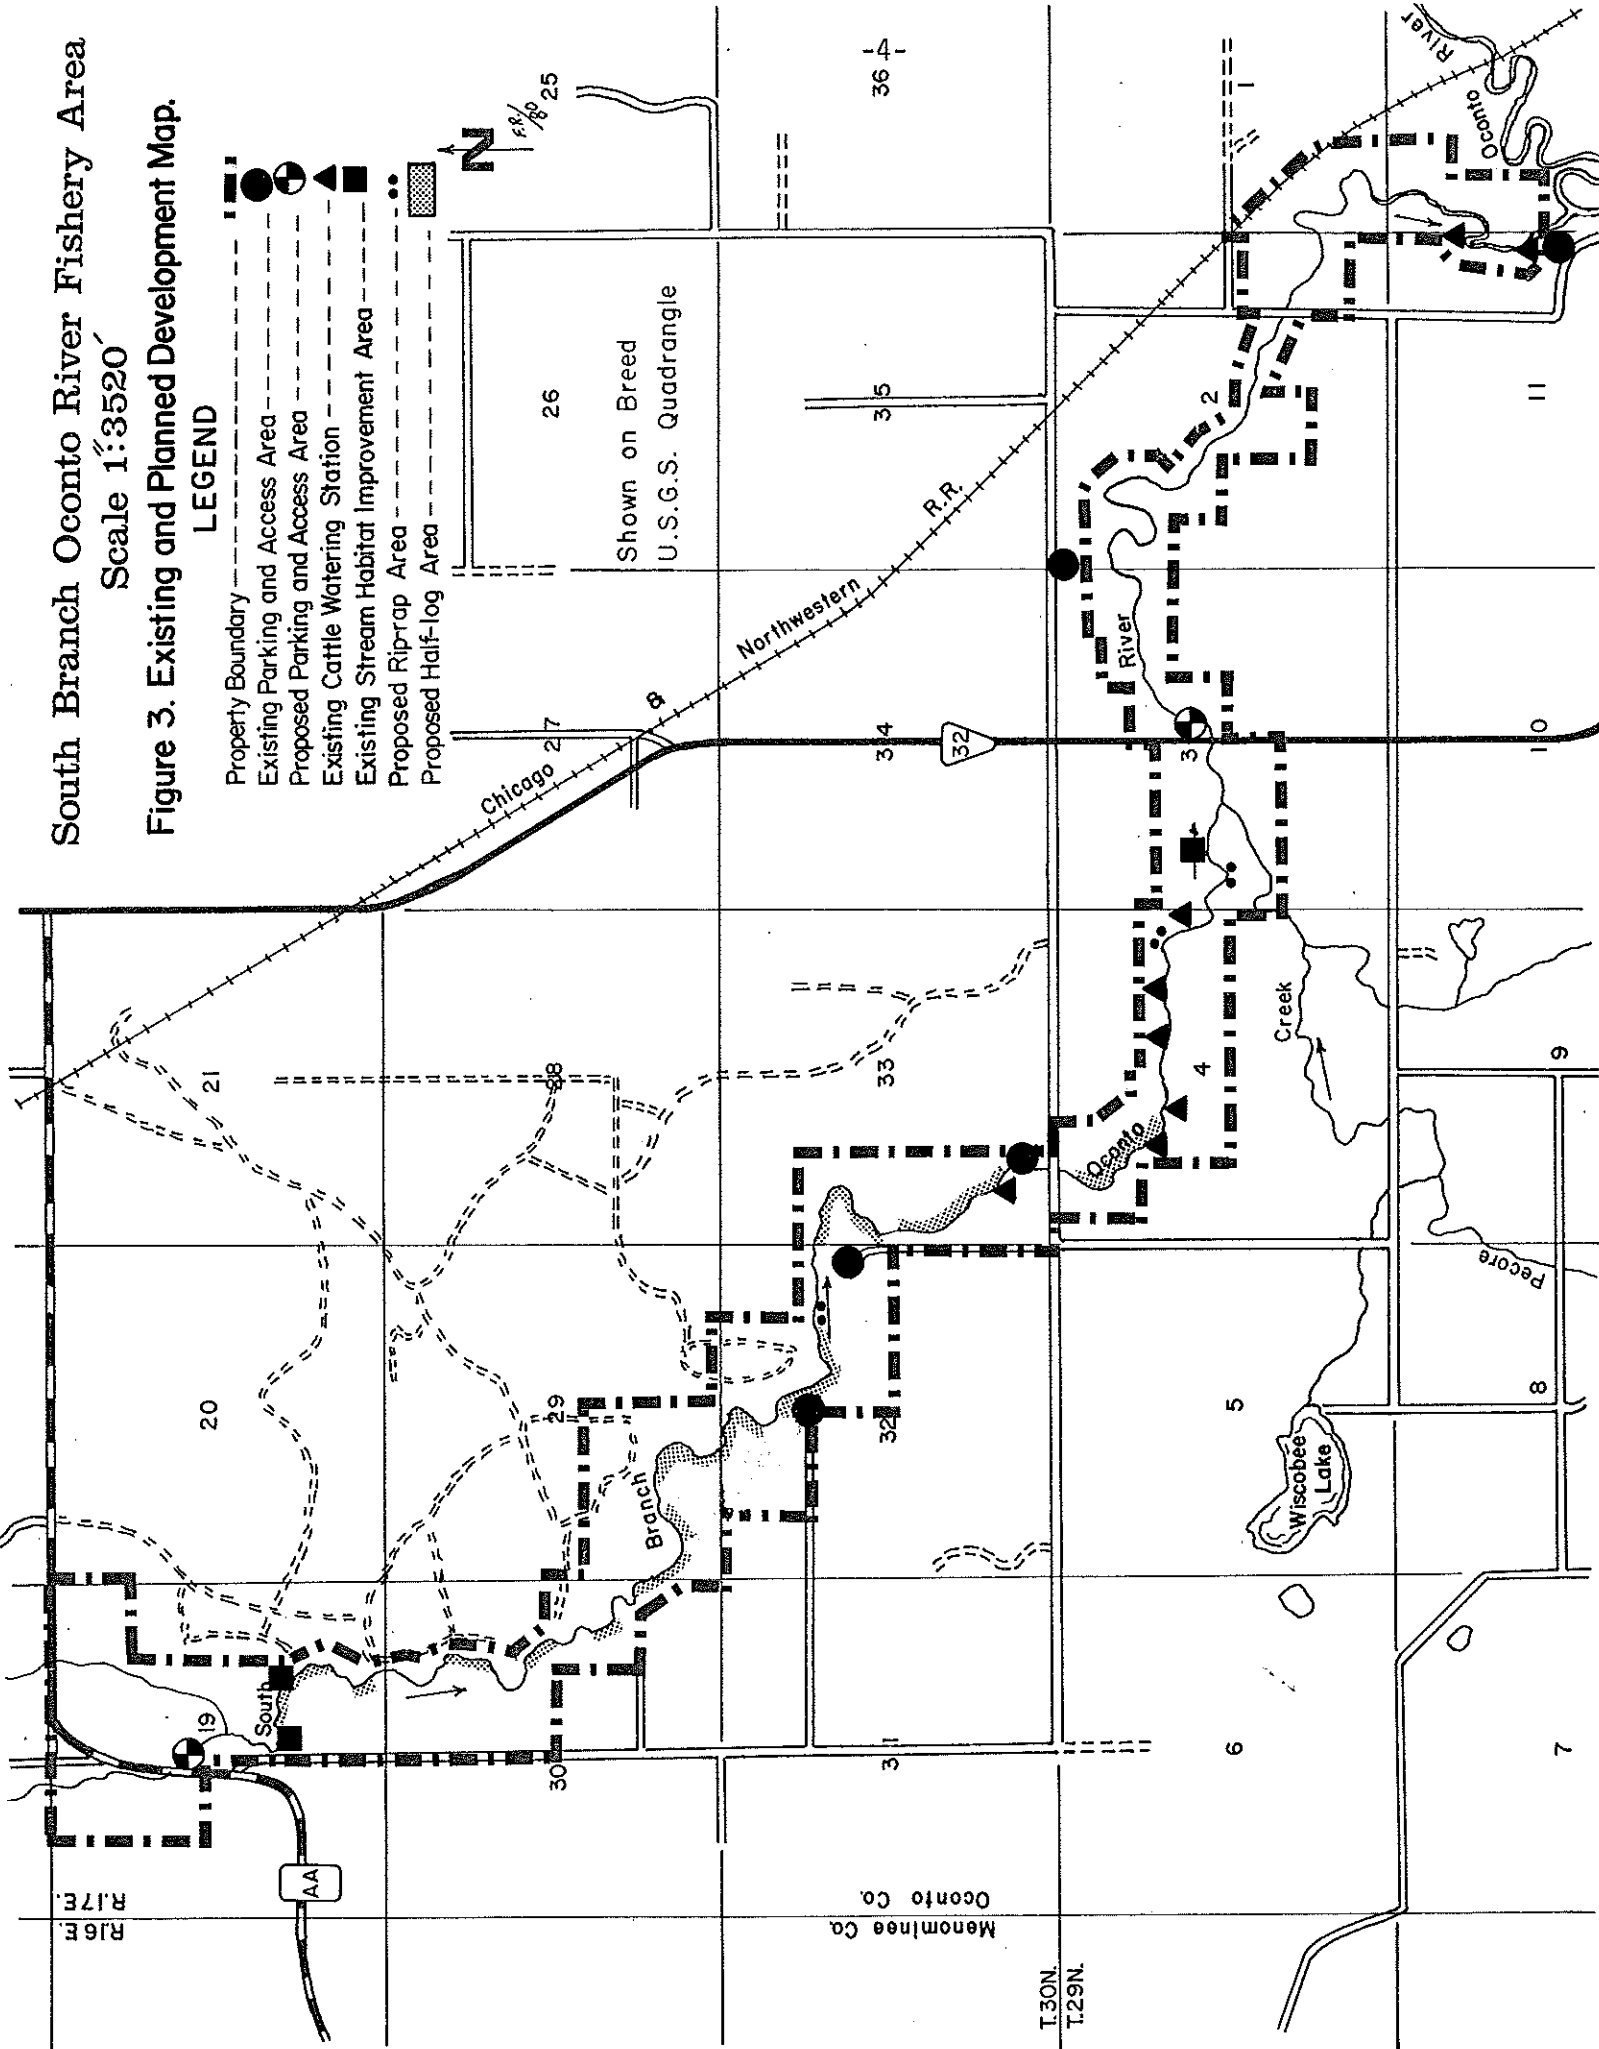 South Branch Oconto River Fishery Area
Scale 1":3520'
Figure 3. Existing and Planned Development Map.
LEGEND
Property Boundary
Existing Parking and Access Area
Proposed Parking and Access Area
Existing Cattle Watering Station
Existing Stream Habitat Improvement Area
Proposed Rip-rap Area
Proposed Half-log Area
N
F.R./80
-4-
Shown on Breed
U.S.G.S. Quadrangle
Chicago
&
Northwestern
R.R.
R.16E.
R.17E.
AA
19
20
21
30
29
28
27
26
25
31
32
33
34
35
36
32
South
Branch
Oconto
River
Menominee Co.
Oconto Co.
T.30N.
T.29N.
6
5
4
3
2
1
Wiscobee
Lake
Creek
Pecore
Oconto
River
7
8
9
10
11